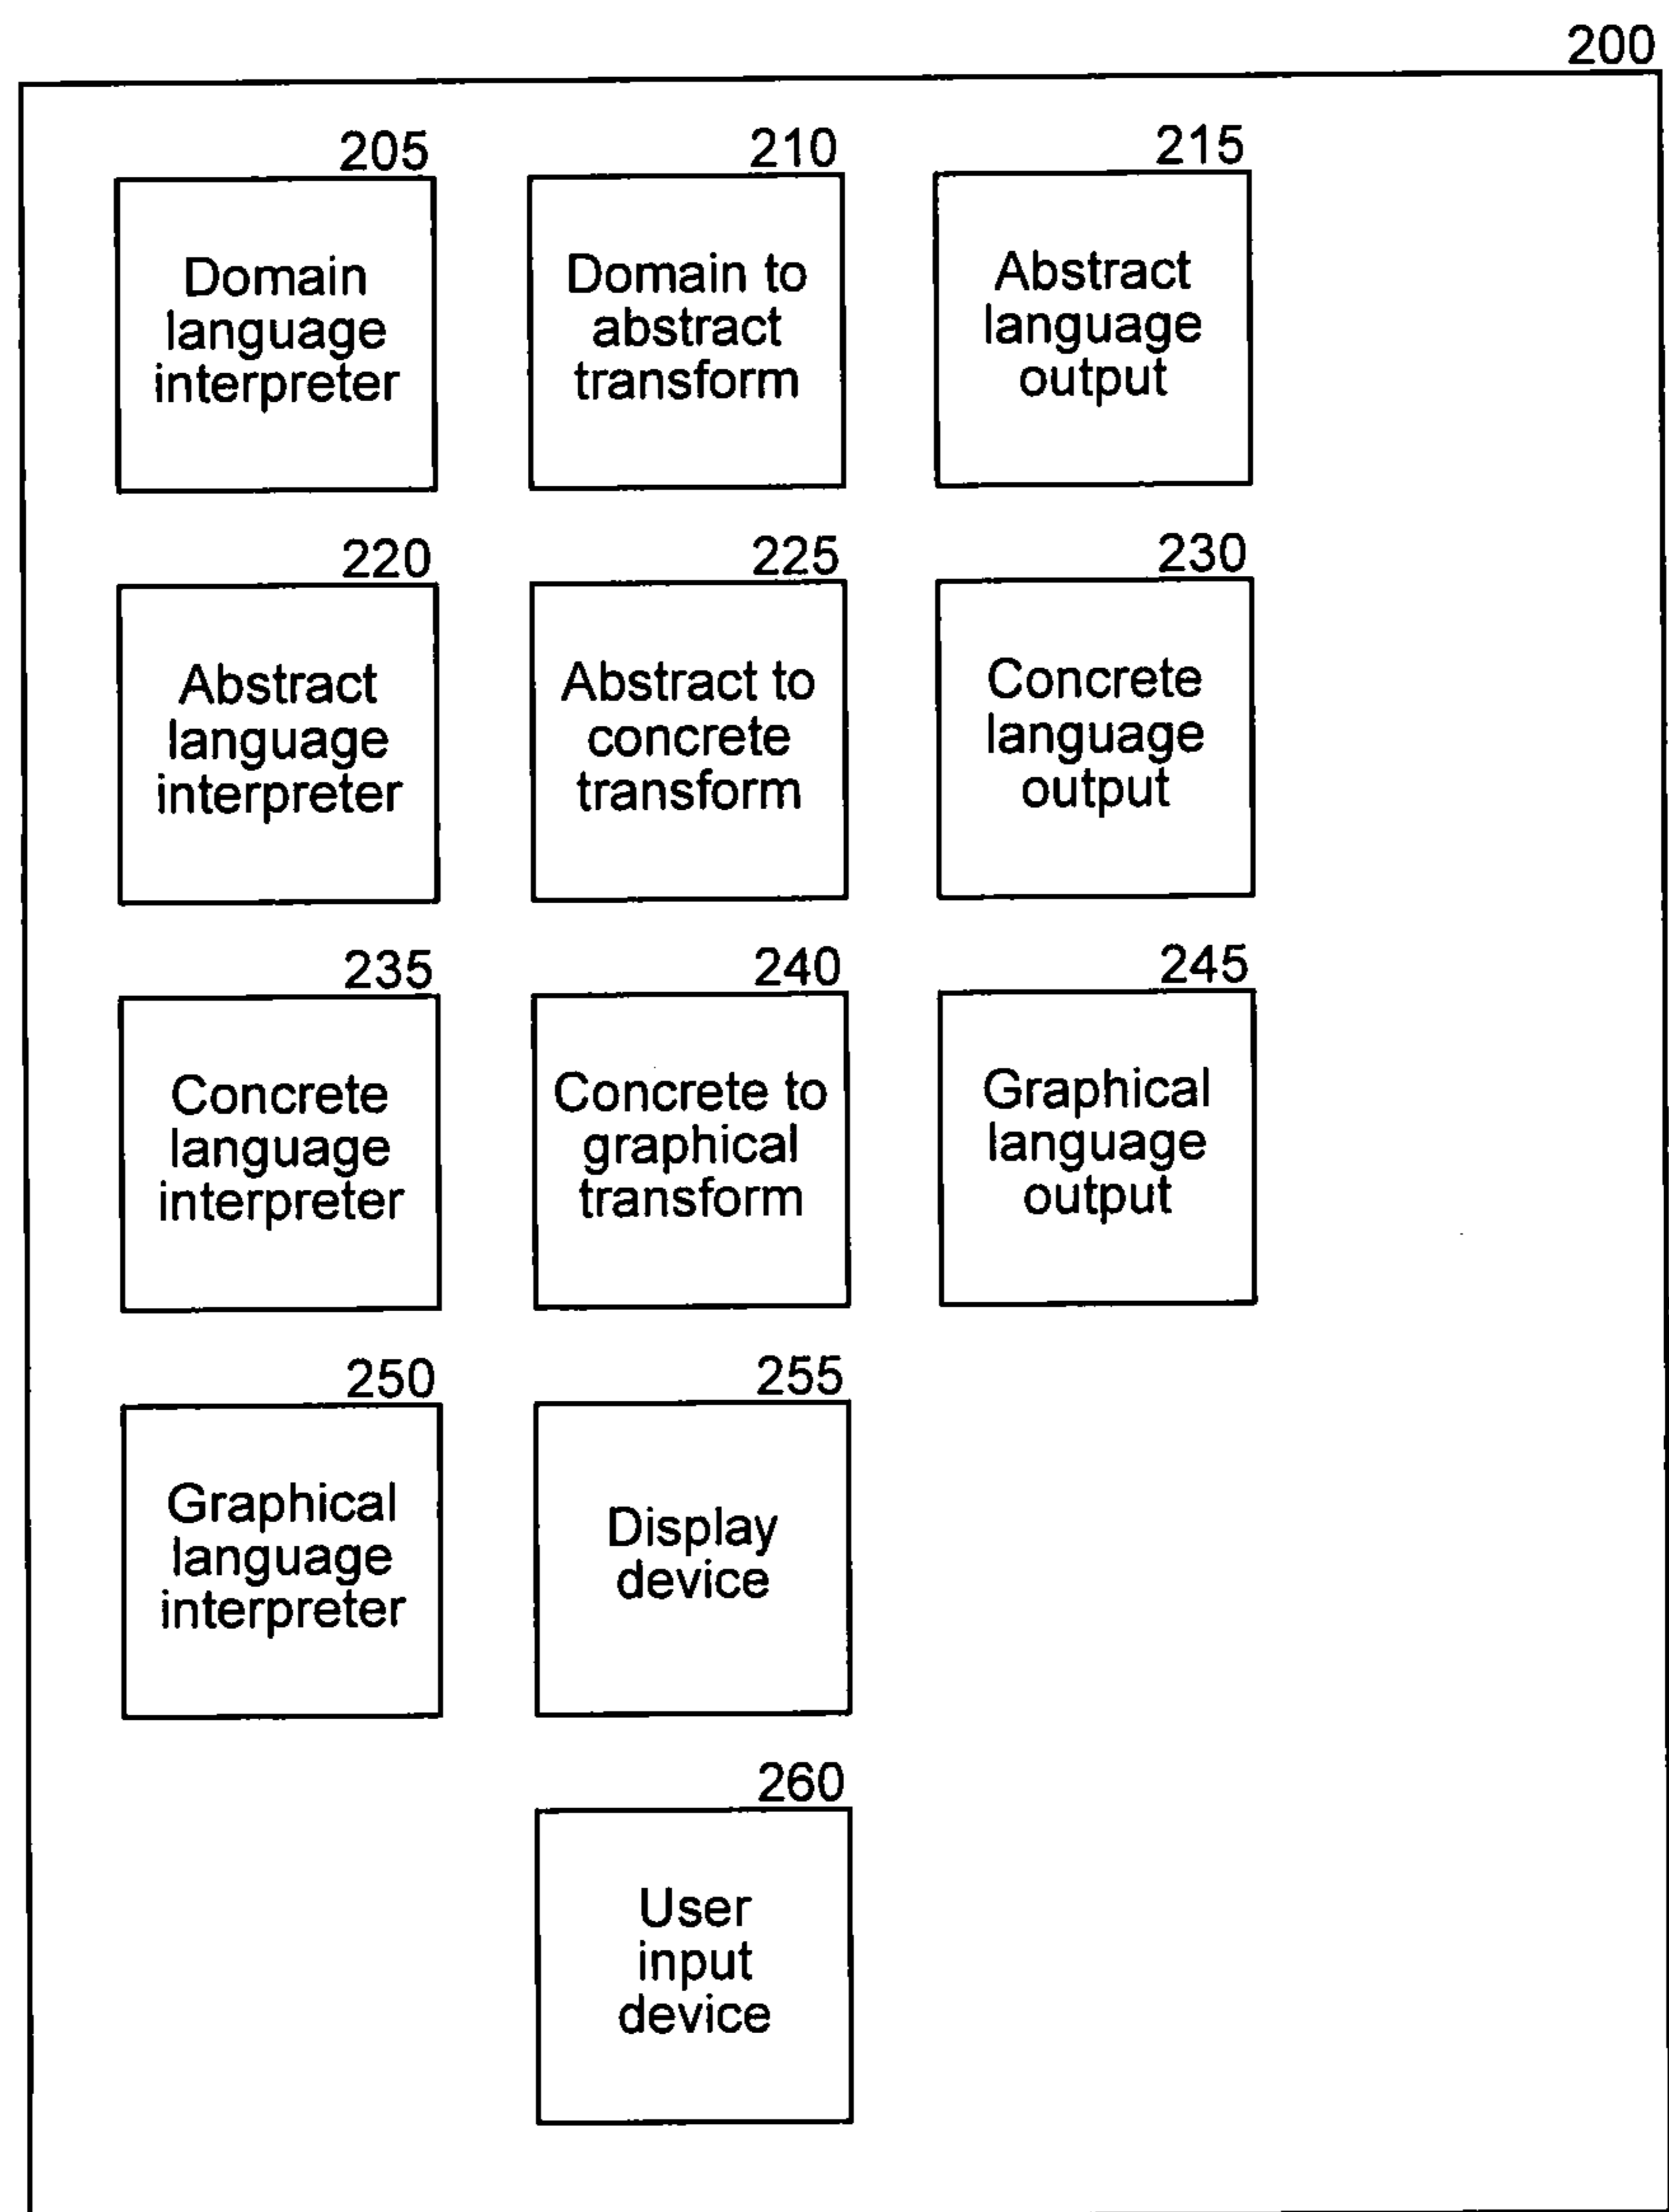 200
205
Domain
language
interpreter
210
Domain to
abstract
transform
215
Abstract
language
output
220
Abstract
language
interpreter
225
Abstract to
concrete
transform
230
Concrete
language
output
235
Concrete
language
interpreter
240
Concrete to
graphical
transform
245
Graphical
language
output
250
Graphical
language
interpreter
255
Display
device
260
User
input
device